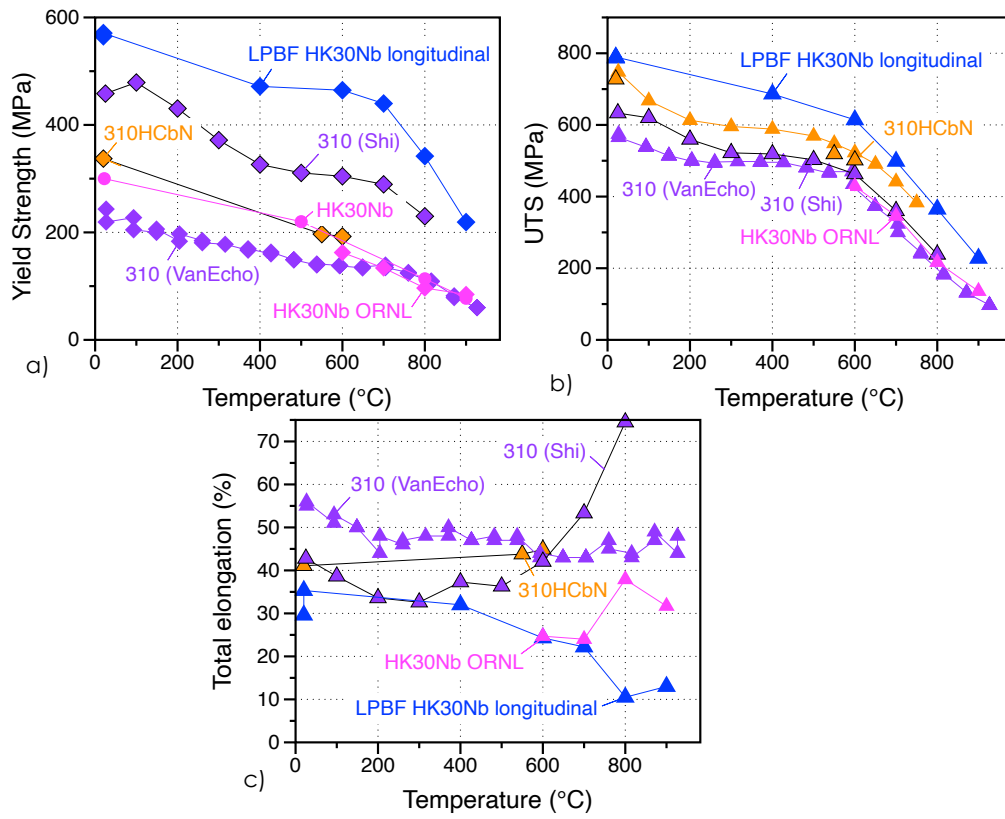 600
400
200
0
Yield Strength (MPa)
0
200
400
600
800
Temperature (°C)
a)
LPBF HK30Nb longitudinal
310HCbN
310 (Shi)
HK30Nb
310 (VanEcho)
HK30Nb ORNL
800
600
400
200
0
UTS (MPa)
0
200
400
600
800
Temperature (°C)
b)
LPBF HK30Nb longitudinal
310HCbN
310 (VanEcho)
310 (Shi)
HK30Nb ORNL
70
60
50
40
30
20
10
0
Total elongation (%)
0
200
400
600
800
Temperature (°C)
c)
310 (Shi)
310 (VanEcho)
310HCbN
HK30Nb ORNL
LPBF HK30Nb longitudinal